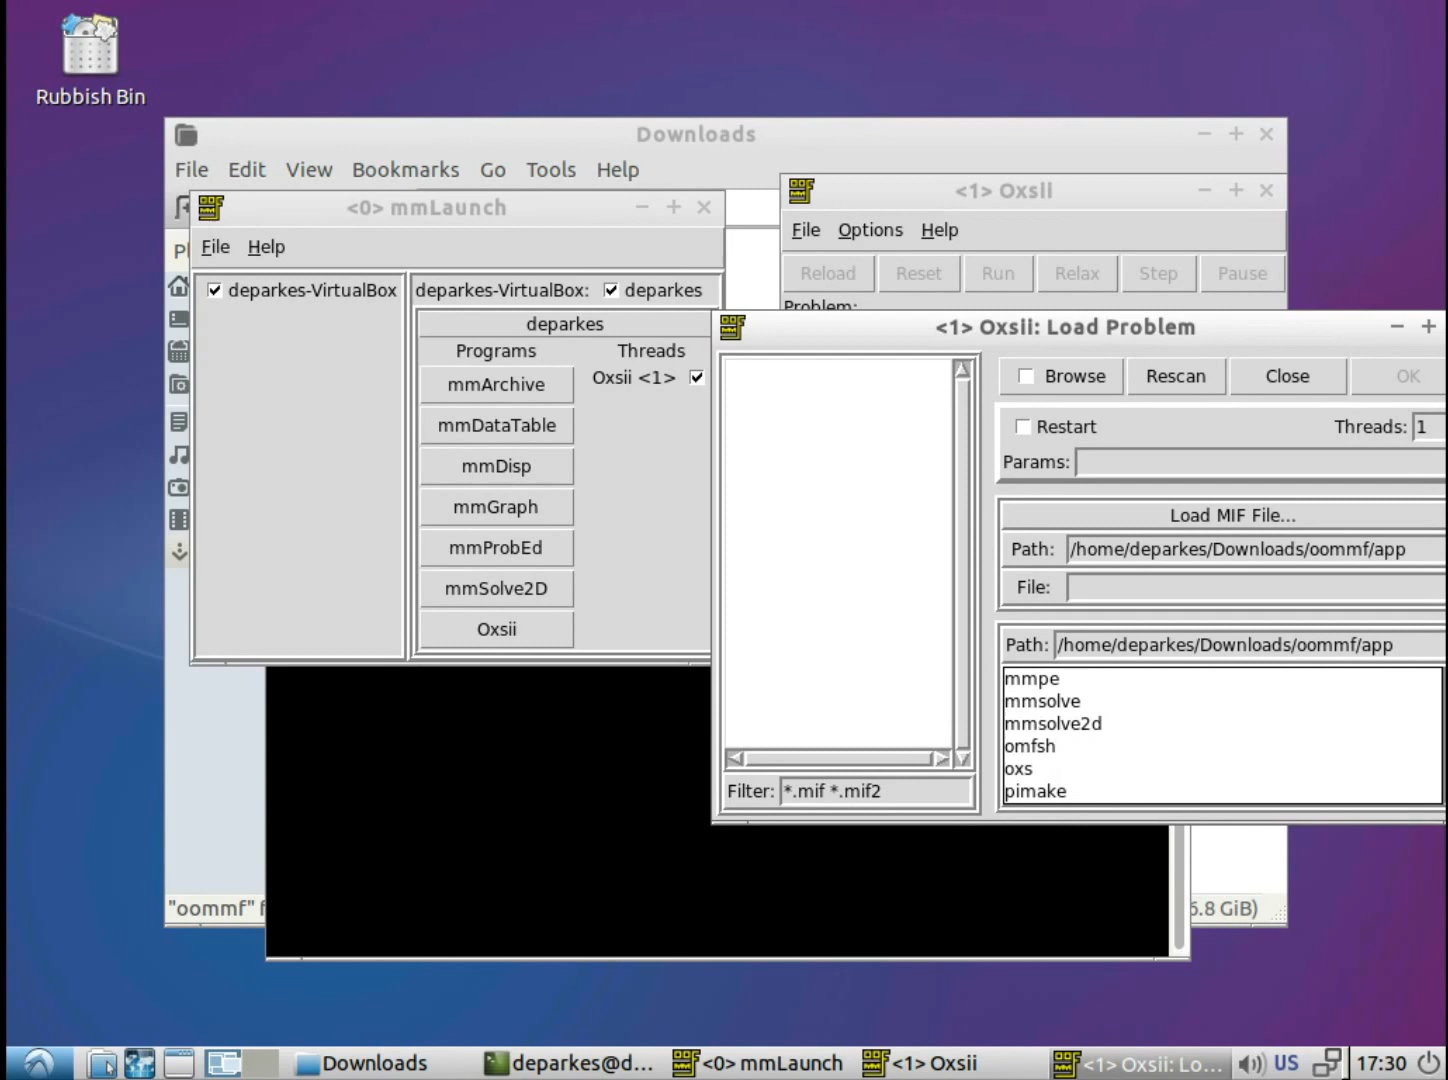 Rubbish Bin
Downloads
File Edit View Bookmarks Go Tools Help
<0> mmLaunch
File Help
deparkes-VirtualBox
deparkes-VirtualBox: deparkes
deparkes
Programs Threads
mmArchive Oxsii <1>
mmDataTable
mmDisp
mmGraph
mmProbEd
mmSolve2D
Oxsii
<1> Oxsii
File Options Help
Reload Reset Run Relax Step Pause
Problem:
<1> Oxsii: Load Problem
Browse Rescan Close OK
Restart Threads: 1
Params:
Load MIF File...
Path: /home/deparkes/Downloads/oommf/app
File:
Path: /home/deparkes/Downloads/oommf/app
mmpe
mmsolve
mmsolve2d
omfsh
oxs
pimake
Filter: *.mif *.mif2
"oommf" f
6.8 GiB)
Downloads deparkes@d... <0> mmLaunch <1> Oxsii <1> Oxsii: Lo... US 17:30